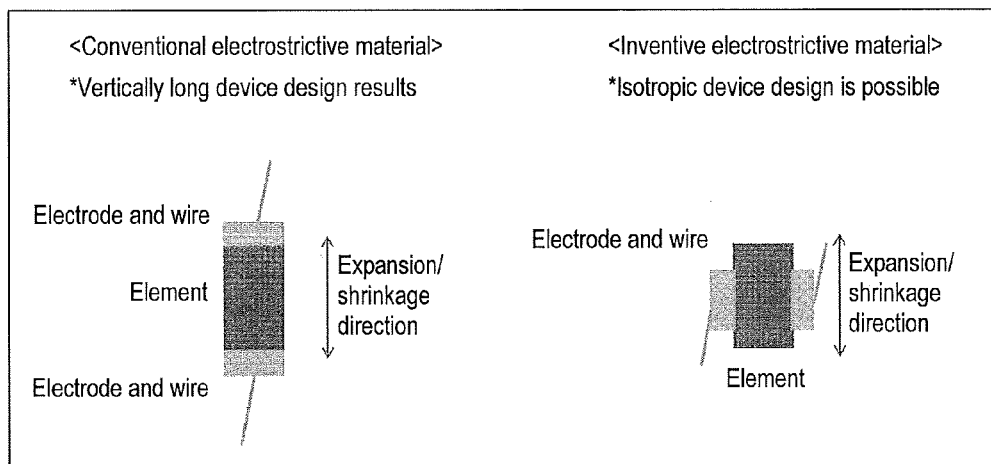 <Conventional electrostrictive material>
*Vertically long device design results
Electrode and wire
Element
Expansion/
shrinkage
direction
Electrode and wire
<Inventive electrostrictive material>
*Isotropic device design is possible
Electrode and wire
Expansion/
shrinkage
direction
Element